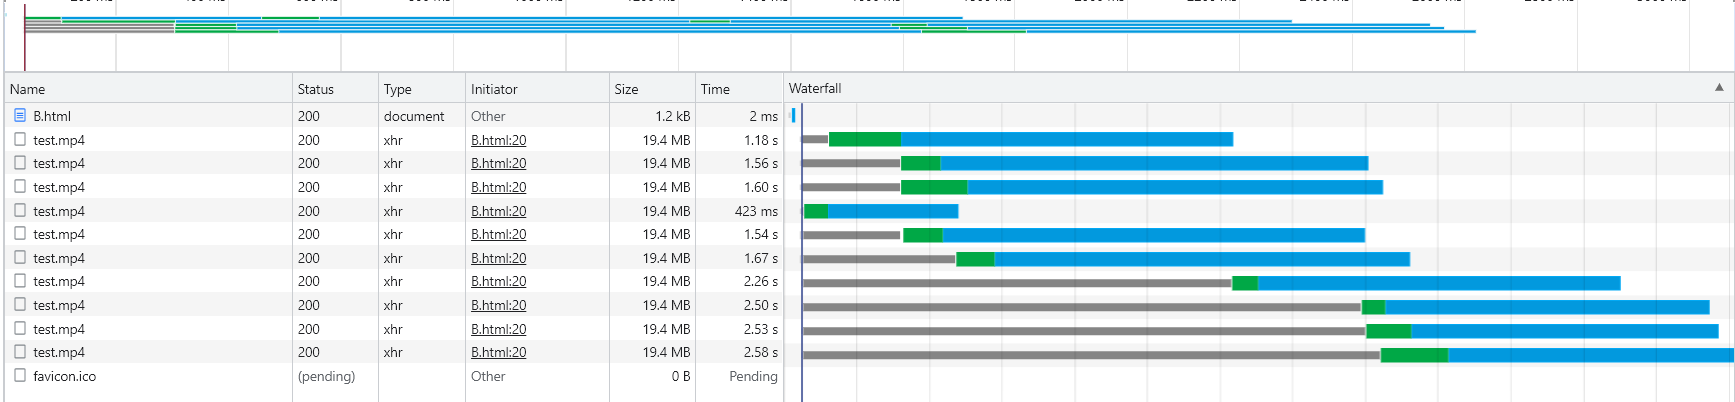 Name Status Type Initiator Size Time Waterfall ▲
B.html 200 document Other 1.2 kB 2 ms
test.mp4 200 xhr B.html:20 19.4 MB 1.18 s
test.mp4 200 xhr B.html:20 19.4 MB 1.56 s
test.mp4 200 xhr B.html:20 19.4 MB 1.60 s
test.mp4 200 xhr B.html:20 19.4 MB 423 ms
test.mp4 200 xhr B.html:20 19.4 MB 1.54 s
test.mp4 200 xhr B.html:20 19.4 MB 1.67 s
test.mp4 200 xhr B.html:20 19.4 MB 2.26 s
test.mp4 200 xhr B.html:20 19.4 MB 2.50 s
test.mp4 200 xhr B.html:20 19.4 MB 2.53 s
test.mp4 200 xhr B.html:20 19.4 MB 2.58 s
favicon.ico (pending) Other 0 B Pending